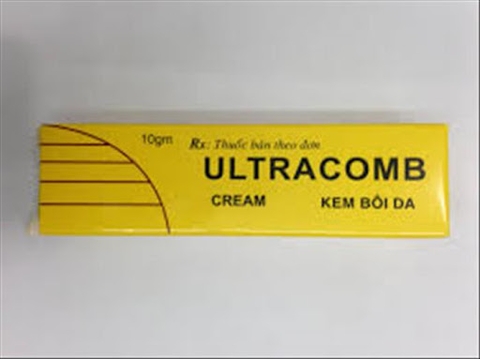 10gm Rx: Thuốc bán theo đơn
ULTRACOMB
CREAM KEM BÔI DA